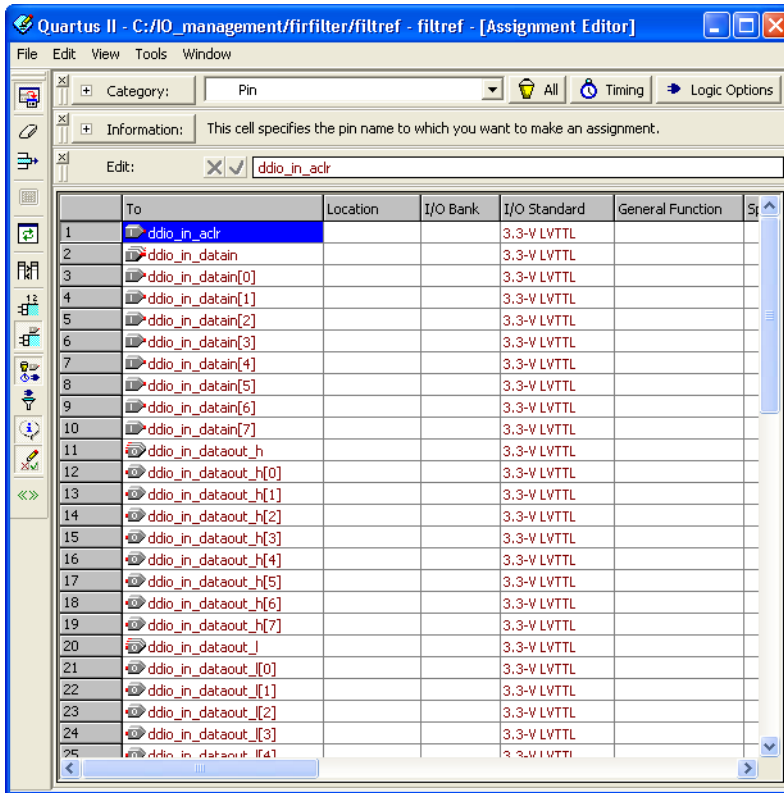 Quartus II - C:/IO_management/firfilter/filtref - filtref - [Assignment Editor]
File Edit View Tools Window
Category: Pin All Timing Logic Options
Information: This cell specifies the pin name to which you want to make an assignment.
Edit: ddio_in_aclr
To Location I/O Bank I/O Standard General Function Sp
1 ddio_in_aclr 3.3-V LVTTL
2 ddio_in_datain 3.3-V LVTTL
3 ddio_in_datain[0] 3.3-V LVTTL
4 ddio_in_datain[1] 3.3-V LVTTL
5 ddio_in_datain[2] 3.3-V LVTTL
6 ddio_in_datain[3] 3.3-V LVTTL
7 ddio_in_datain[4] 3.3-V LVTTL
8 ddio_in_datain[5] 3.3-V LVTTL
9 ddio_in_datain[6] 3.3-V LVTTL
10 ddio_in_datain[7] 3.3-V LVTTL
11 ddio_in_dataout_h 3.3-V LVTTL
12 ddio_in_dataout_h[0] 3.3-V LVTTL
13 ddio_in_dataout_h[1] 3.3-V LVTTL
14 ddio_in_dataout_h[2] 3.3-V LVTTL
15 ddio_in_dataout_h[3] 3.3-V LVTTL
16 ddio_in_dataout_h[4] 3.3-V LVTTL
17 ddio_in_dataout_h[5] 3.3-V LVTTL
18 ddio_in_dataout_h[6] 3.3-V LVTTL
19 ddio_in_dataout_h[7] 3.3-V LVTTL
20 ddio_in_dataout_l 3.3-V LVTTL
21 ddio_in_dataout_l[0] 3.3-V LVTTL
22 ddio_in_dataout_l[1] 3.3-V LVTTL
23 ddio_in_dataout_l[2] 3.3-V LVTTL
24 ddio_in_dataout_l[3] 3.3-V LVTTL
25 ddio_in_dataout_l[4] 3.3-V LVTTL